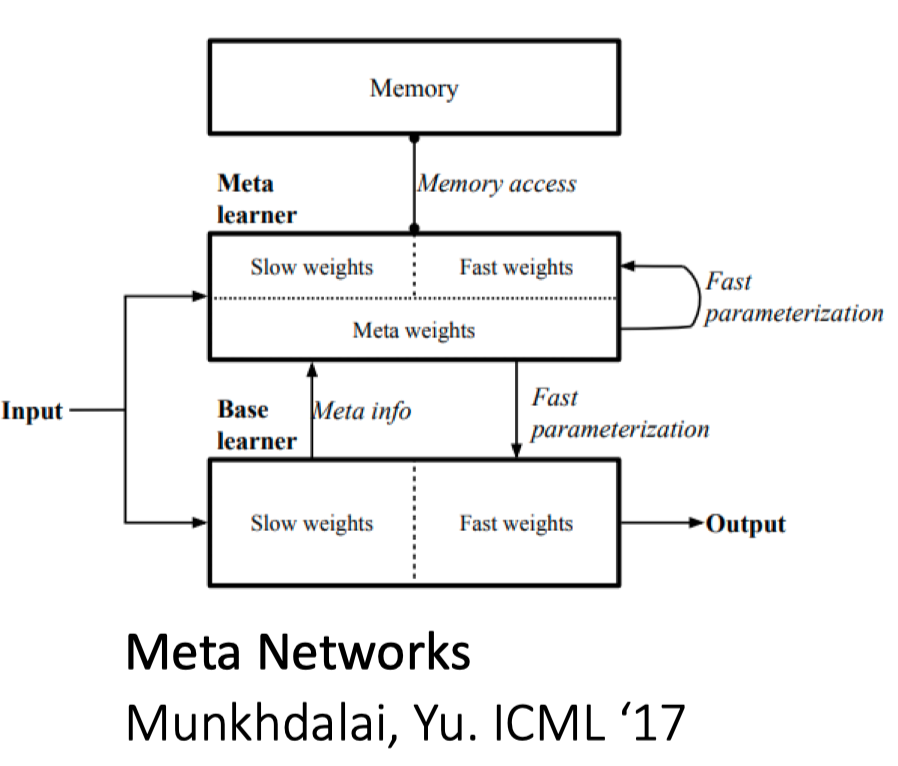 Memory
Memory access
Meta
learner
Slow weights
Fast weights
Fast
parameterization
Meta weights
Input
Base
learner
Meta info
Fast
parameterization
Slow weights
Fast weights
Output
Meta Networks
Munkhdalai, Yu. ICML ‘17